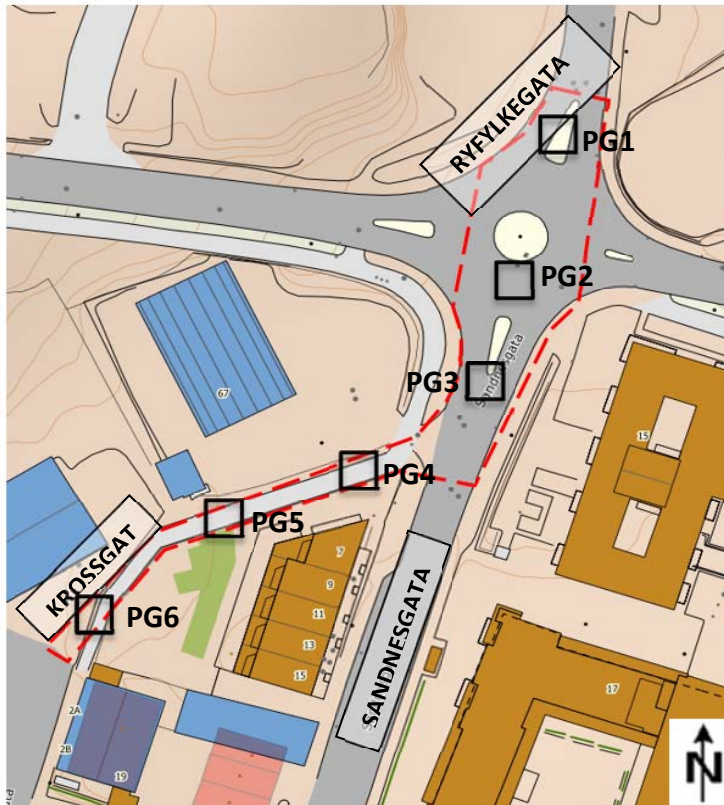 RYFYLKEGATA
PG1
PG2
PG3
Sandnesgata
PG4
PG5
PG6
KROSSGAT
SANDNESGATA
67
15
7
9
11
13
15
17
2A
2B
19
N